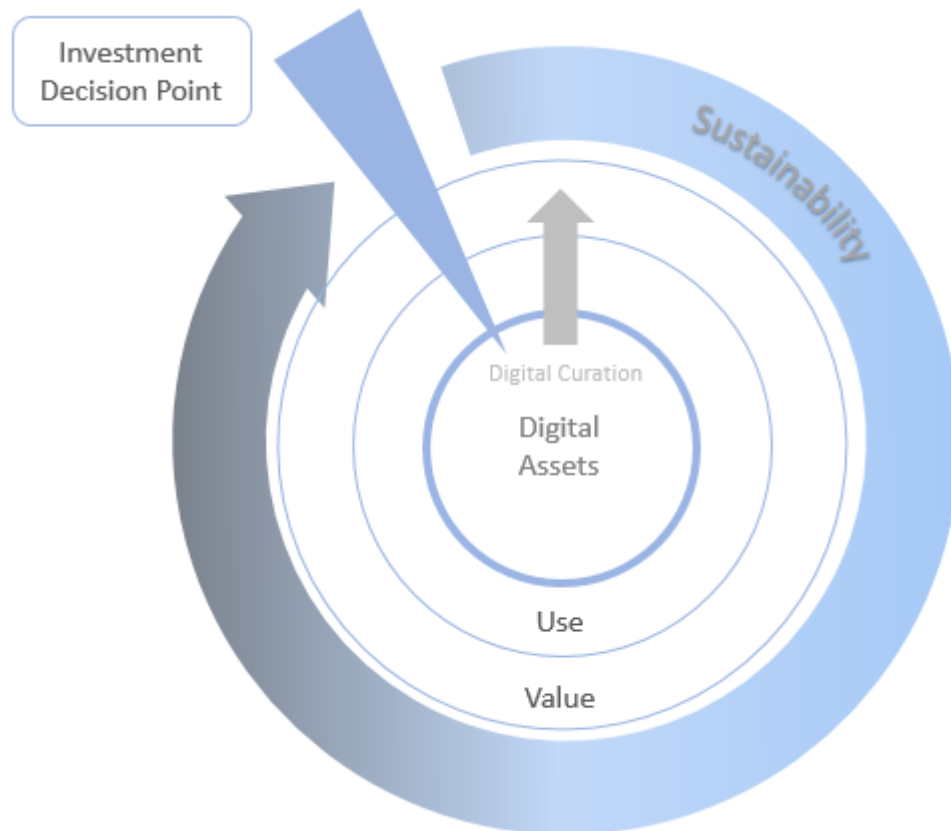 Investment
Decision Point
Sustainability
Digital Curation
Digital
Assets
Use
Value